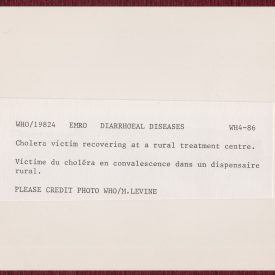 WHO/19824 EMRO DIARRHOEAL DISEASES WH4-86
Cholera victim recovering at a rural treatment centre.
Victime du choléra en convalescence dans un dispensaire
rural.
PLEASE CREDIT PHOTO WHO/M.LEVINE